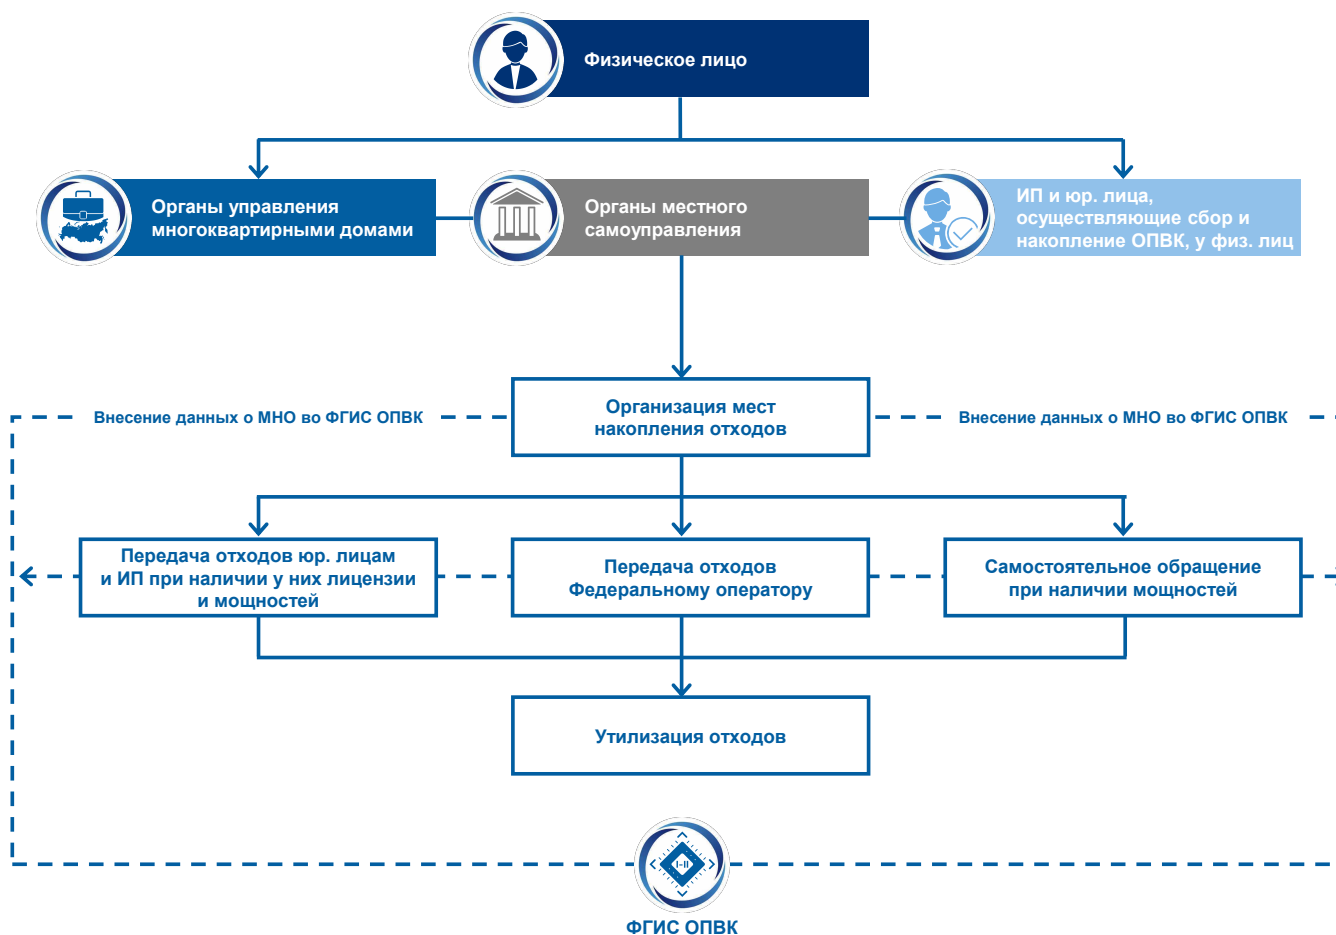 Физическое лицо
Органы управления
многоквартирными домами
Органы местного
самоуправления
ИП и юр. лица,
осуществляющие сбор и
накопление ОПВК, у физ. лиц
Организация мест
накопления отходов
Внесение данных о МНО во ФГИС ОПВК
Внесение данных о МНО во ФГИС ОПВК
Передача отходов юр. лицам
и ИП при наличии у них лицензии
и мощностей
Передача отходов
Федеральному оператору
Самостоятельное обращение
при наличии мощностей
Утилизация отходов
I-II
ФГИС ОПВК